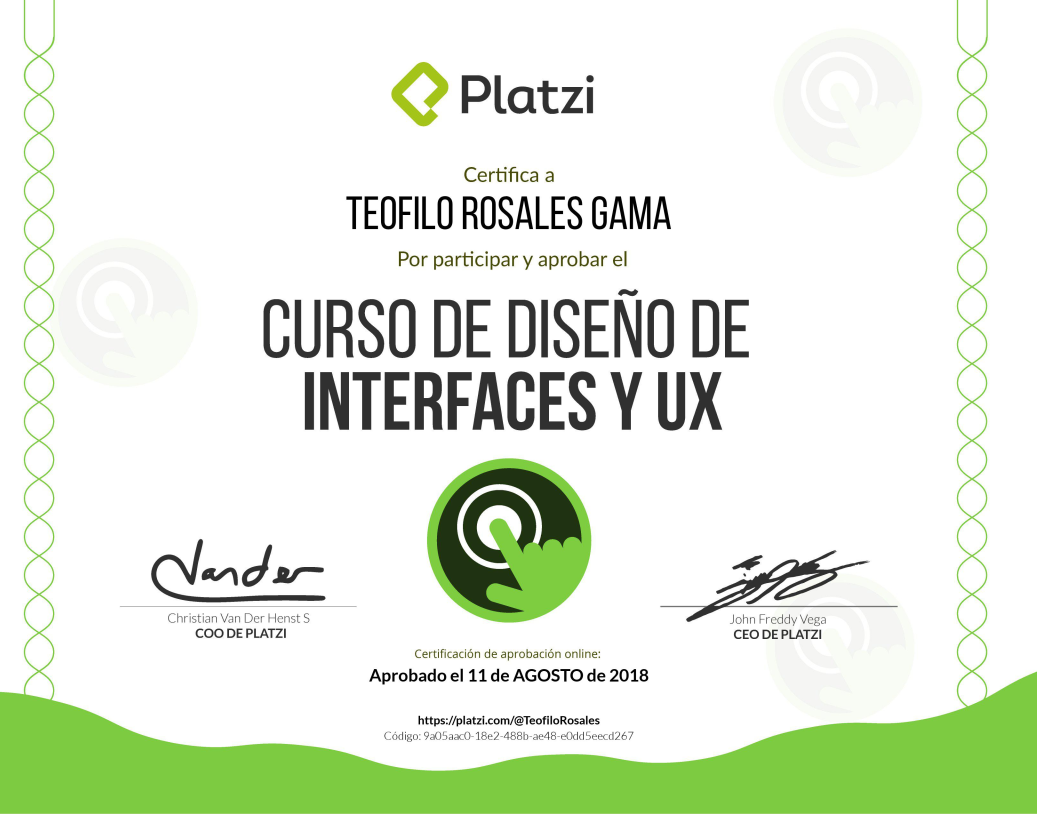 Platzi
Certifica a
TEOFILO ROSALES GAMA
Por participar y aprobar el
CURSO DE DISEÑO DE
INTERFACES Y UX
Vander
Christian Van Der Henst S
COO DE PLATZI
John Freddy Vega
CEO DE PLATZI
Certificación de aprobación online:
Aprobado el 11 de AGOSTO de 2018
https://platzi.com/@TeofiloRosales
Código: 9a05aac0-18e2-488b-ae48-e0dd5eecd267